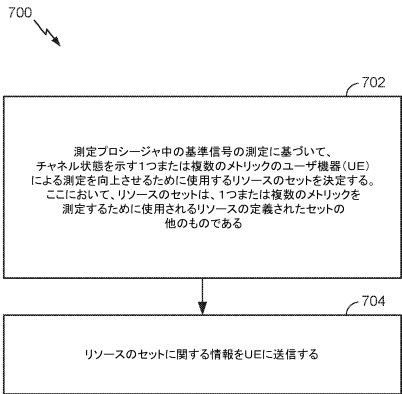 700
702
測定プロシージャ中の基準信号の測定に基づいて、
チャネル状態を示す1つまたは複数のメトリックのユーザ機器（UE）
による測定を向上させるために使用するリソースのセットを決定する。
ここにおいて、リソースのセットは、1つまたは複数のメトリックを
測定するために使用されるリソースの定義されたセットの
他のものである
704
リソースのセットに関する情報をUEに送信する